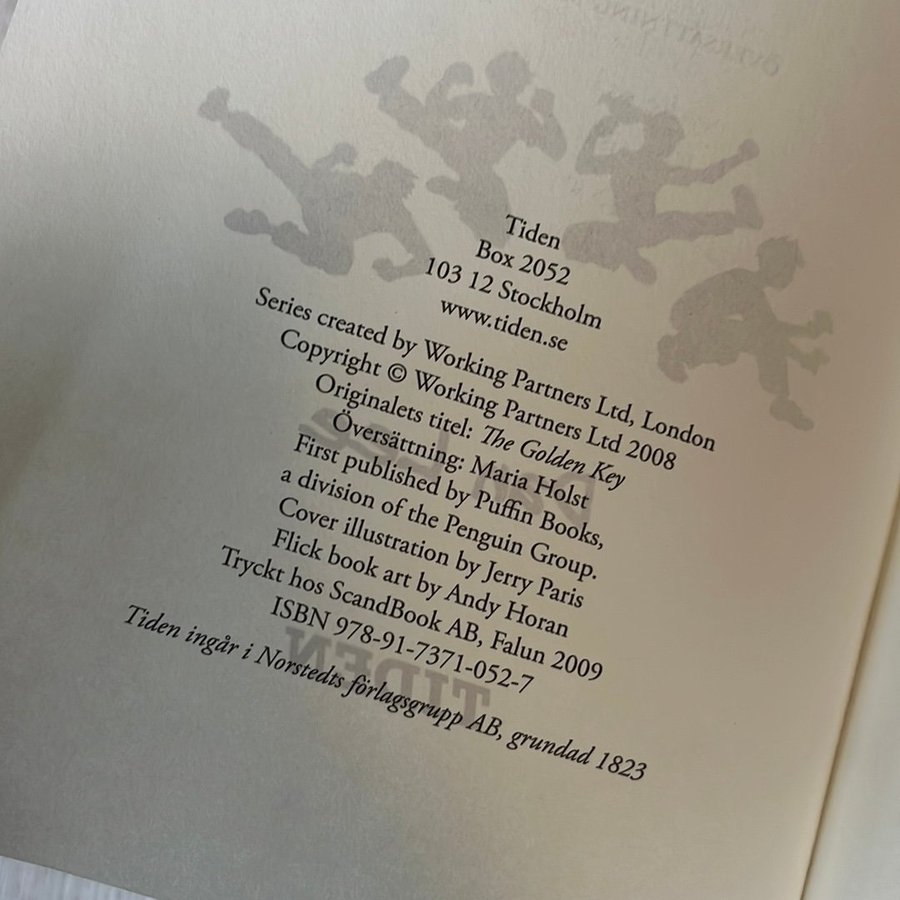 Tiden
Box 2052
103 12 Stockholm
www.tiden.se
Series created by Working Partners Ltd, London
Copyright © Working Partners Ltd 2008
Originalets titel: The Golden Key
Översättning: Maria Holst
First published by Puffin Books,
a division of the Penguin Group.
Cover illustration by Jerry Paris
Flick book art by Andy Horan
Tryckt hos ScandBook AB, Falun 2009
ISBN 978-91-7371-052-7
Tiden ingår i Norstedts förlagsgrupp AB, grundad 1823
TIDEN